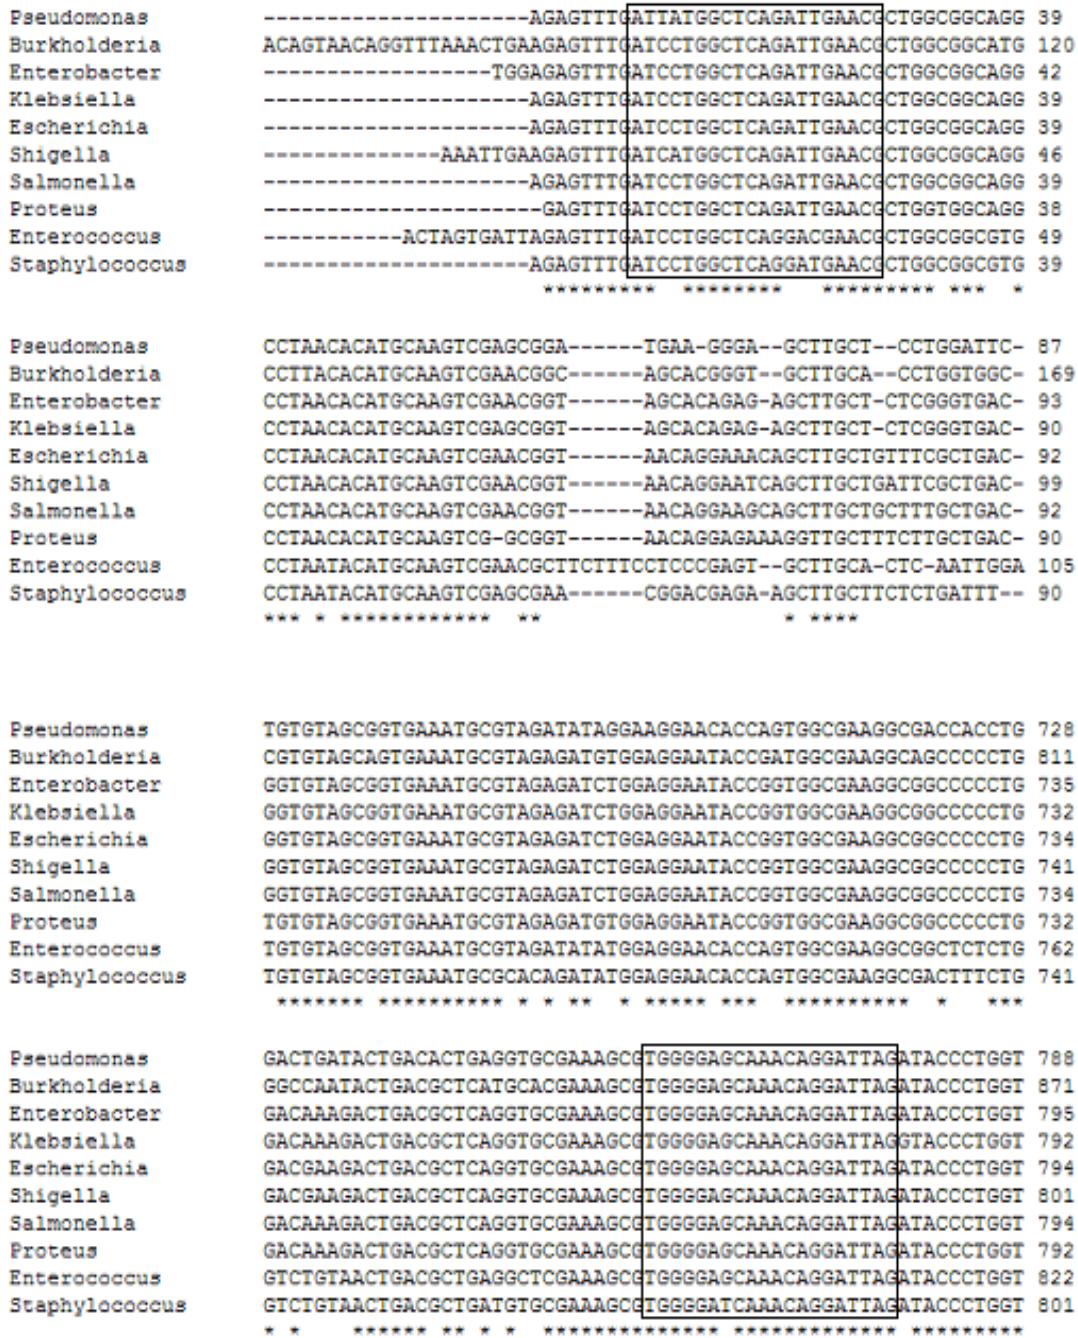 Pseudomonas ----------------------AGAGTTTGATTATGGCTCAGATTGAACGCTGGCGGCAGG 39
Burkholderia ACAGTAACAGGTTTAAACTGAAGAGTTTGATCCTGGCTCAGATTGAACGCTGGCGGCATG 120
Enterobacter -------------------TGGAGAGTTTGATCCTGGCTCAGATTGAACGCTGGCGGCAGG 42
Klebsiella ----------------------AGAGTTTGATCCTGGCTCAGATTGAACGCTGGCGGCAGG 39
Escherichia ----------------------AGAGTTTGATCCTGGCTCAGATTGAACGCTGGCGGCAGG 39
Shigella --------------AAATTGAAGAGTTTGATCATGGCTCAGATTGAACGCTGGCGGCAGG 46
Salmonella ----------------------AGAGTTTGATCCTGGCTCAGATTGAACGCTGGCGGCAGG 39
Proteus ----------------------GAGTTTGATCCTGGCTCAGATTGAACGCTGGTGGCAGG 38
Enterococcus -----------ACTAGTGATTAGAGTTTGATCCTGGCTCAGGACGAACGCTGGCGGCGTG 49
Staphylococcus ---------------------AGAGTTTGATCCTGGCTCAGGATGAACGCTGGCGGCGTG 39
********* ******** ********* *** *
Pseudomonas CCTAACACATGCAAGTCGAGCGGA------TGAA-GGGA--GCTTGCT--CCTGGATTC- 87
Burkholderia CCTTACACATGCAAGTCGAACGGC------AGCACGGGT--GCTTGCA--CCTGGTGGC- 169
Enterobacter CCTAACACATGCAAGTCGAACGGT------AGCACAGAG-AGCTTGCT-CTCGGGTGAC- 93
Klebsiella CCTAACACATGCAAGTCGAGCGGT------AGCACAGAG-AGCTTGCT-CTCGGGTGAC- 90
Escherichia CCTAACACATGCAAGTCGAACGGT------AACAGGAAACAGCTTGCTGTTTCGCTGAC- 92
Shigella CCTAACACATGCAAGTCGAACGGT------AACAGGAATCAGCTTGCTGATTCGCTGAC- 99
Salmonella CCTAACACATGCAAGTCGAACGGT------AACAGGAAGCAGCTTGCTGCTTTGCTGAC- 92
Proteus CCTAACACATGCAAGTCG-GCGGT------AACAGGAGAAAGGTTGCTTTCTTGCTGAC- 90
Enterococcus CCTAATACATGCAAGTCGAACGCTTCTTTCCTCCCGAGT--GCTTGCA-CTC-AATTGGA 105
Staphylococcus CCTAATACATGCAAGTCGAGCGAA------CGGACGAGA-AGCTTGCTTCTCTGATTT-- 90
*** * ************ ** * ****
Pseudomonas TGTGTAGCGGTGAAATGCGTAGATATAGGAAGGAACACCAGTGGCGAAGGCGACCACCTG 728
Burkholderia CGTGTAGCAGTGAAATGCGTAGAGATGTGGAGGAATACCGATGGCGAAGGCAGCCCCCTG 811
Enterobacter GGTGTAGCGGTGAAATGCGTAGAGATCTGGAGGAATACCGGTGGCGAAGGCGGCCCCCTG 735
Klebsiella GGTGTAGCGGTGAAATGCGTAGAGATCTGGAGGAATACCGGTGGCGAAGGCGGCCCCCTG 732
Escherichia GGTGTAGCGGTGAAATGCGTAGAGATCTGGAGGAATACCGGTGGCGAAGGCGGCCCCCTG 734
Shigella GGTGTAGCGGTGAAATGCGTAGAGATCTGGAGGAATACCGGTGGCGAAGGCGGCCCCCTG 741
Salmonella GGTGTAGCGGTGAAATGCGTAGAGATCTGGAGGAATACCGGTGGCGAAGGCGGCCCCCTG 734
Proteus TGTGTAGCGGTGAAATGCGTAGAGATGTGGAGGAATACCGGTGGCGAAGGCGGCCCCCTG 732
Enterococcus TGTGTAGCGGTGAAATGCGTAGATATATGGAGGAACACCAGTGGCGAAGGCGGCTCTCTG 762
Staphylococcus TGTGTAGCGGTGAAATGCGCACAGATATGGAGGAACACCAGTGGCGAAGGCGACTTTCTG 741
******* ********** * * ** * ***** *** ********** * ***
Pseudomonas GACTGATACTGACACTGAGGTGCGAAAGCGTGGGGAGCAAACAGGATTAGATACCCTGGT 788
Burkholderia GGCCAATACTGACGCTCATGCACGAAAGCGTGGGGAGCAAACAGGATTAGATACCCTGGT 871
Enterobacter GACAAAGACTGACGCTCAGGTGCGAAAGCGTGGGGAGCAAACAGGATTAGATACCCTGGT 795
Klebsiella GACAAAGACTGACGCTCAGGTGCGAAAGCGTGGGGAGCAAACAGGATTAGGTACCCTGGT 792
Escherichia GACGAAGACTGACGCTCAGGTGCGAAAGCGTGGGGAGCAAACAGGATTAGATACCCTGGT 794
Shigella GACGAAGACTGACGCTCAGGTGCGAAAGCGTGGGGAGCAAACAGGATTAGATACCCTGGT 801
Salmonella GACAAAGACTGACGCTCAGGTGCGAAAGCGTGGGGAGCAAACAGGATTAGATACCCTGGT 794
Proteus GACAAAGACTGACGCTCAGGTGCGAAAGCGTGGGGAGCAAACAGGATTAGATACCCTGGT 792
Enterococcus GTCTGTAACTGACGCTGAGGCTCGAAAGCGTGGGGAGCAAACAGGATTAGATACCCTGGT 822
Staphylococcus GTCTGTAACTGACGCTGATGTGCGAAAGCGTGGGGATCAAACAGGATTAGATACCCTGGT 801
* * ****** ** * * ************** ************* *********